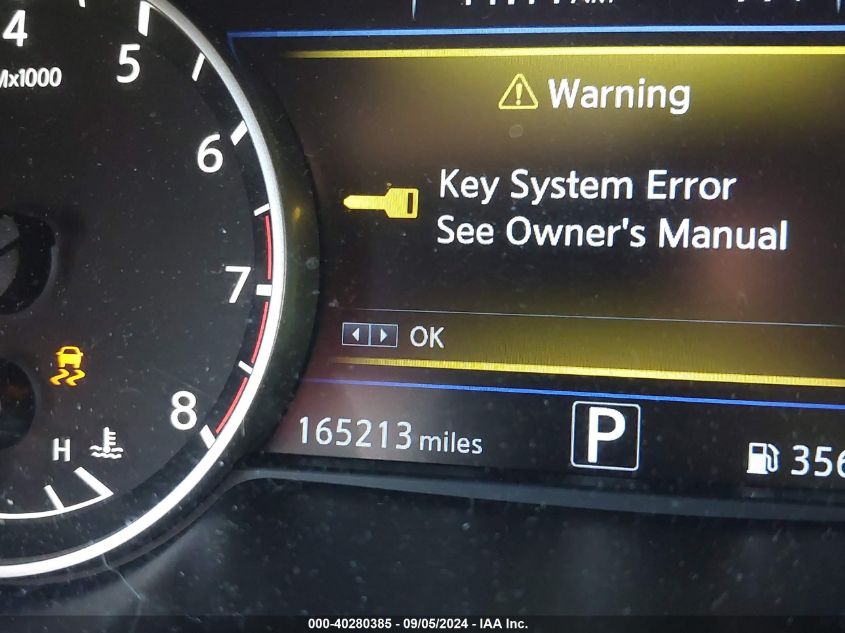 4
5
Mx1000
6
7
8
H
Warning
Key System Error
See Owner's Manual
OK
165213 miles
P
356
000-40280385 - 09/05/2024 - IAA Inc.